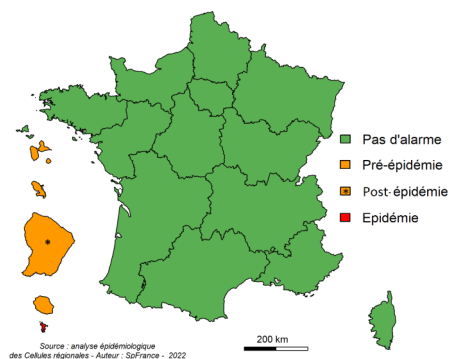 Pas d'alarme
Pré-épidémie
Post-épidémie
Epidémie
200 km
Source : analyse épidémiologique
des Cellules régionales - Auteur : SpFrance - 2022